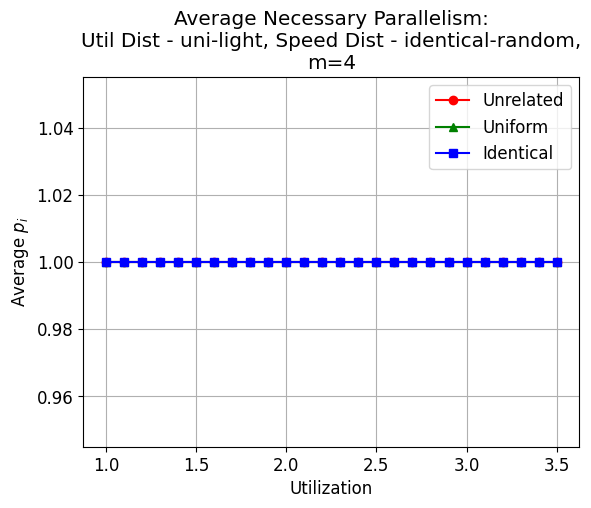 Average Necessary Parallelism:
Util Dist - uni-light, Speed Dist - identical-random,
m=4
Unrelated
Uniform
Identical
1.04
1.02
1.00
0.98
0.96
Average $p_i$
1.0 1.5 2.0 2.5 3.0 3.5
Utilization